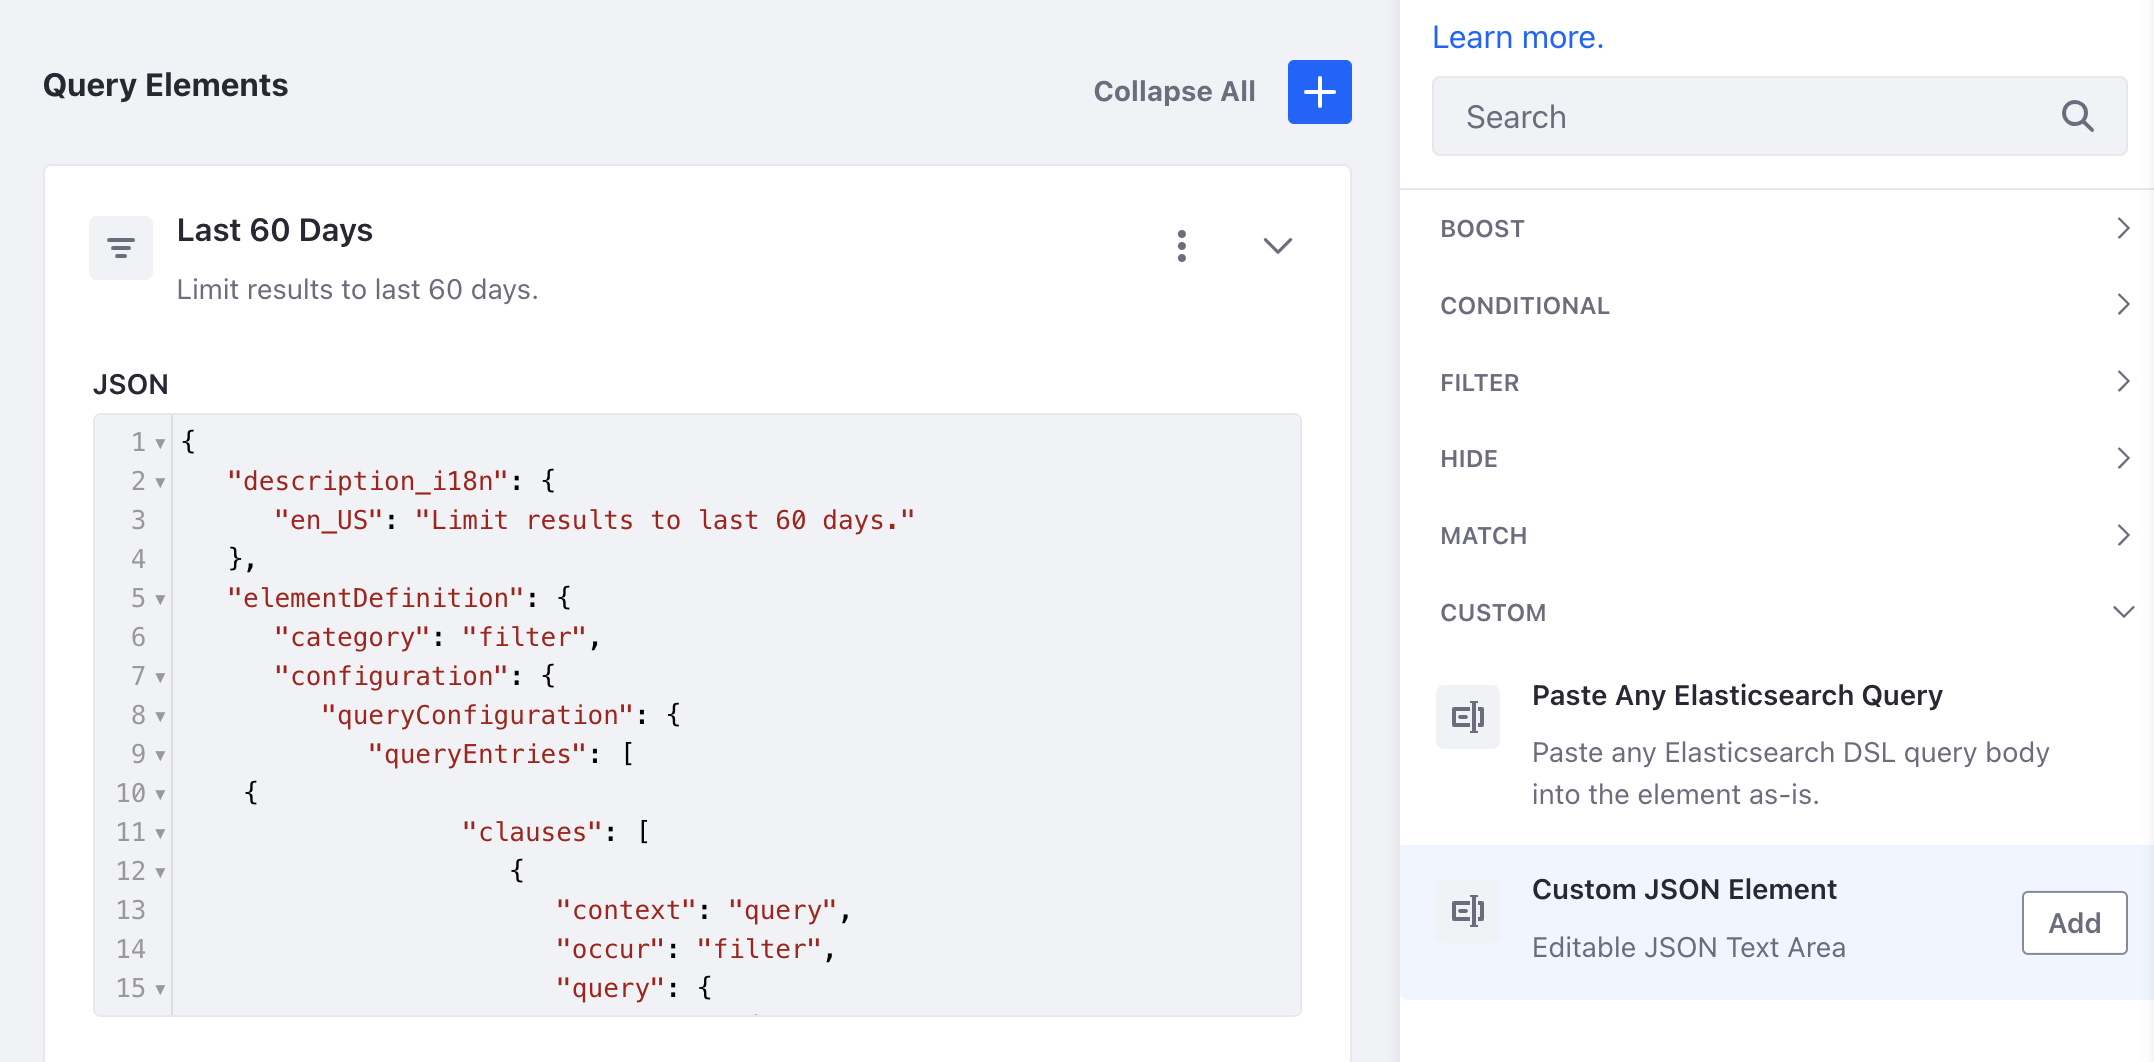 Query Elements
Collapse All
Last 60 Days
Limit results to last 60 days.
JSON
1 {
2 "description_i18n": {
3 "en_US": "Limit results to last 60 days."
4 },
5 "elementDefinition": {
6 "category": "filter",
7 "configuration": {
8 "queryConfiguration": {
9 "queryEntries": [
10 {
11 "clauses": [
12 {
13 "context": "query",
14 "occur": "filter",
15 "query": {
Learn more.
Search
BOOST
CONDITIONAL
FILTER
HIDE
MATCH
CUSTOM
Paste Any Elasticsearch Query
Paste any Elasticsearch DSL query body
into the element as-is.
Custom JSON Element
Editable JSON Text Area
Add